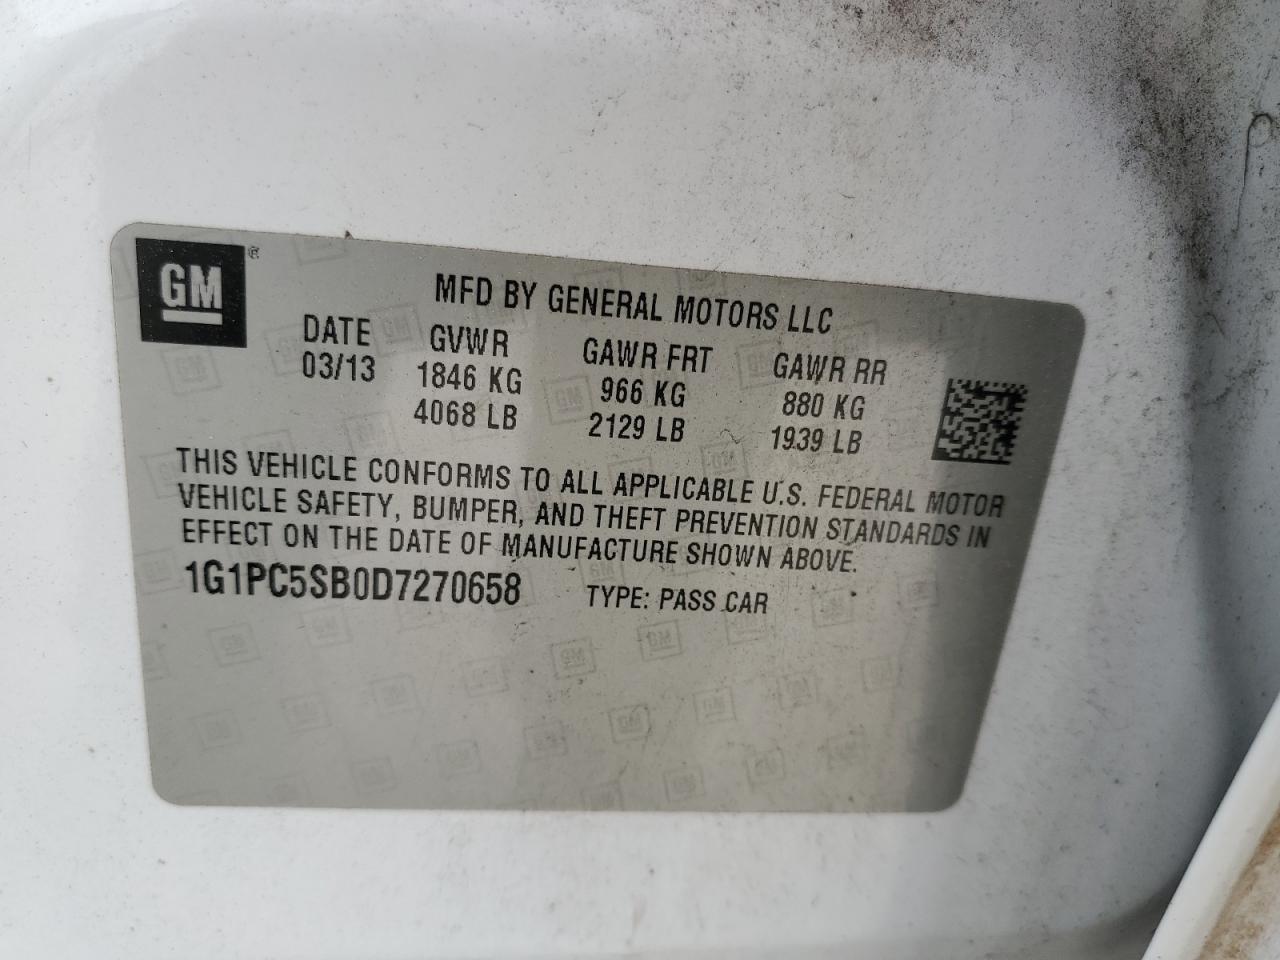 GM ®
MFD BY GENERAL MOTORS LLC
DATE GVWR GAWR FRT GAWR RR
03/13 1846 KG 966 KG 880 KG
4068 LB 2129 LB 1939 LB
THIS VEHICLE CONFORMS TO ALL APPLICABLE U.S. FEDERAL MOTOR
VEHICLE SAFETY, BUMPER, AND THEFT PREVENTION STANDARDS IN
EFFECT ON THE DATE OF MANUFACTURE SHOWN ABOVE.
1G1PC5SB0D7270658 TYPE: PASS CAR